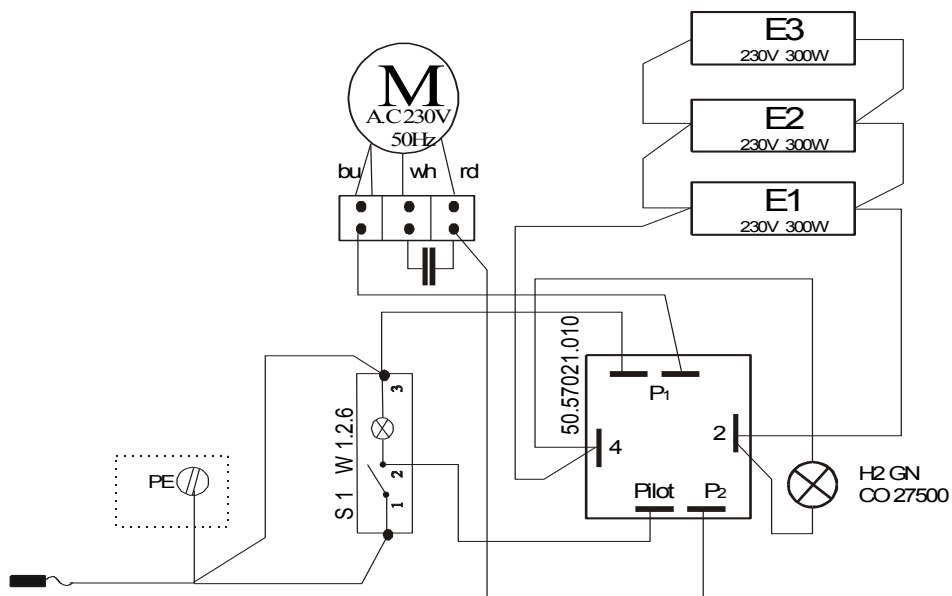 E3
230V 300W
M
A.C 230V
50Hz
E2
230V 300W
bu wh rd
E1
230V 300W
50.57021.010
P1
3
S 1 W 1.2.6
4
2
2
PE
Pilot
P2
1
H2 GN
CO 27500